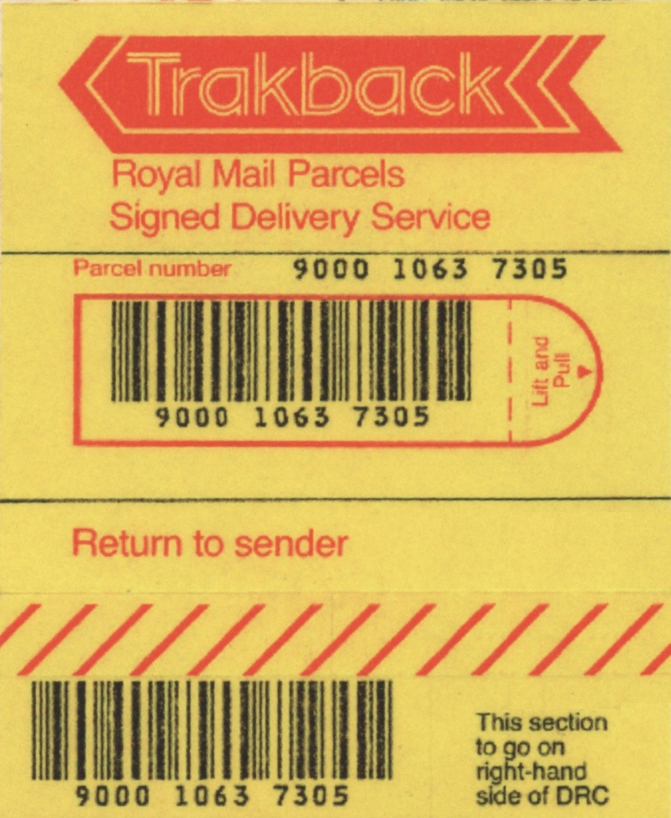 Trakback
Royal Mail Parcels
Signed Delivery Service
Parcel number 9000 1063 7305
9000 1063 7305
Lift and
Pull
Return to sender
9000 1063 7305
This section
to go on
right-hand
side of DRC